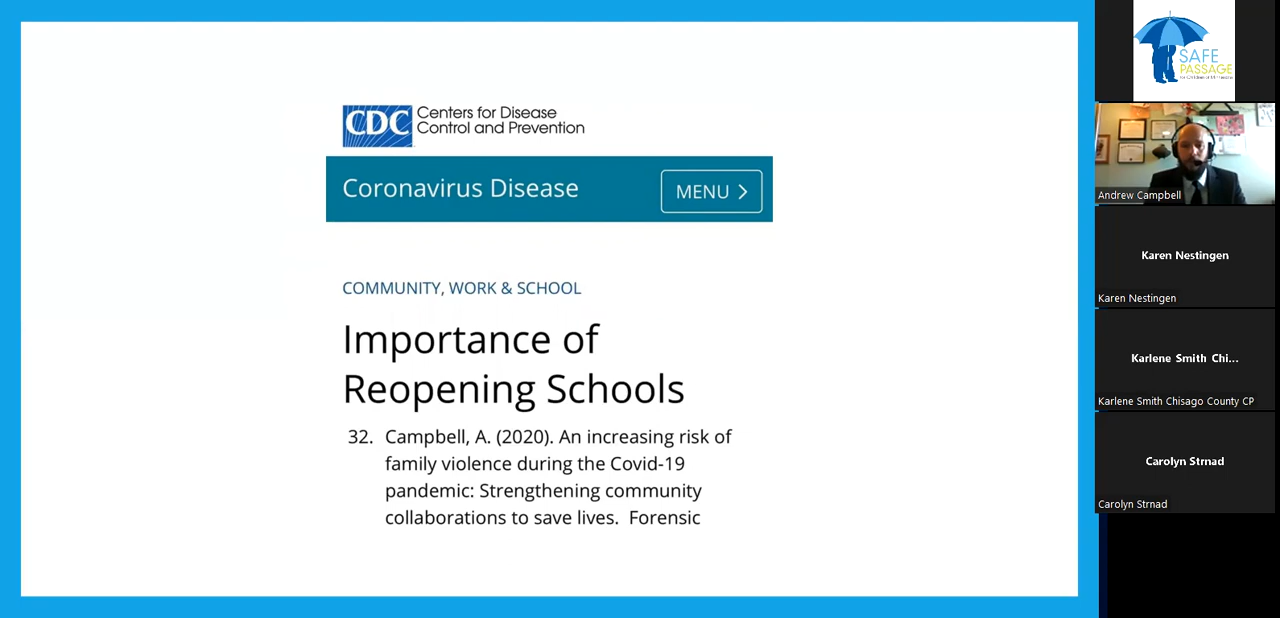 CDC
Centers for Disease
Control and Prevention
Coronavirus Disease
MENU
COMMUNITY, WORK & SCHOOL
Importance of
Reopening Schools
32. Campbell, A. (2020). An increasing risk of
family violence during the Covid-19
pandemic: Strengthening community
collaborations to save lives. Forensic
SAFE
PASSAGE
Andrew Campbell
Karen Nestingen
Karen Nestingen
Karlene Smith Chi...
Karlene Smith Chisago County CP
Carolyn Strnad
Carolyn Strnad